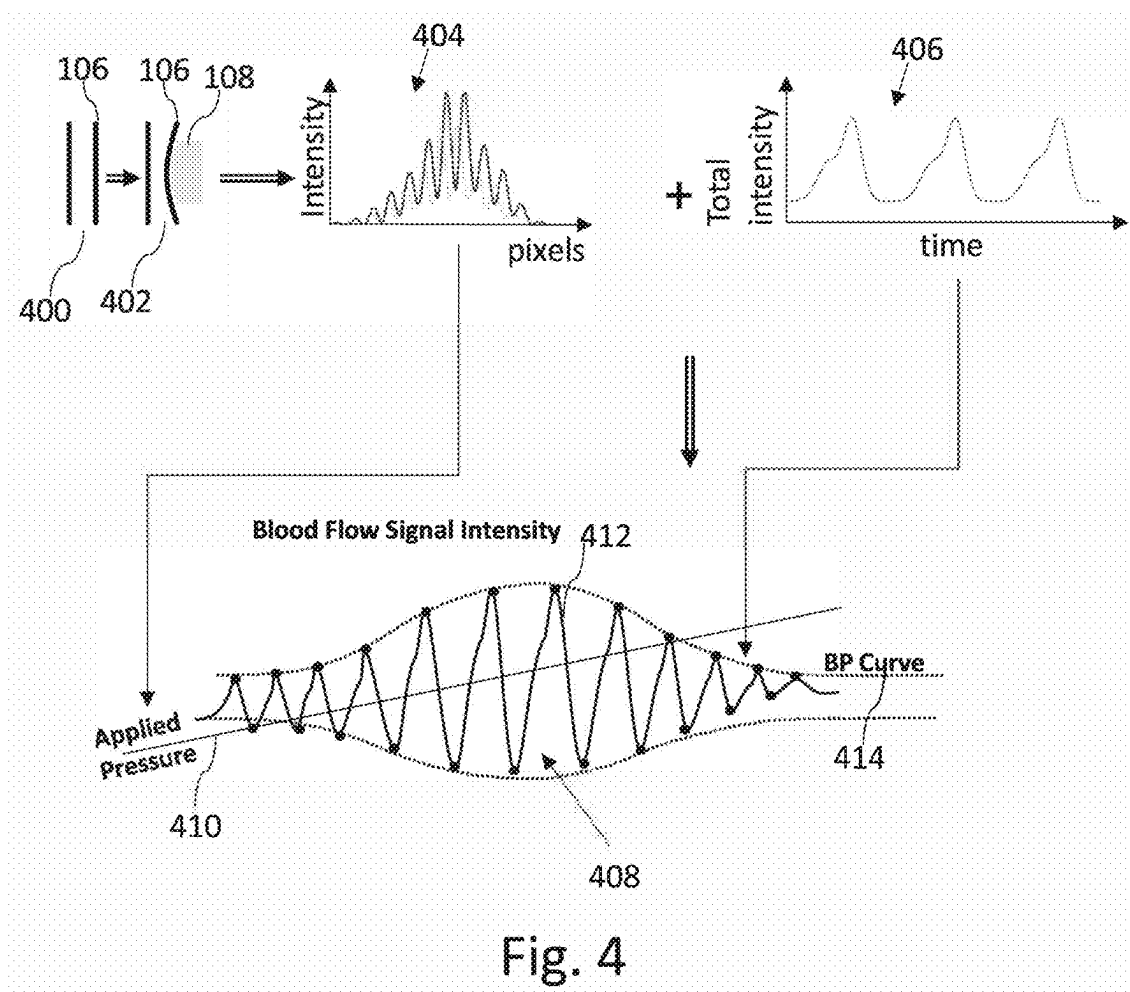 404
406
106
106
108
Intensity
pixels
400
402
+
Total
intensity
time
Blood Flow Signal Intensity
412
BP Curve
414
Applied
Pressure
410
408
Fig. 4